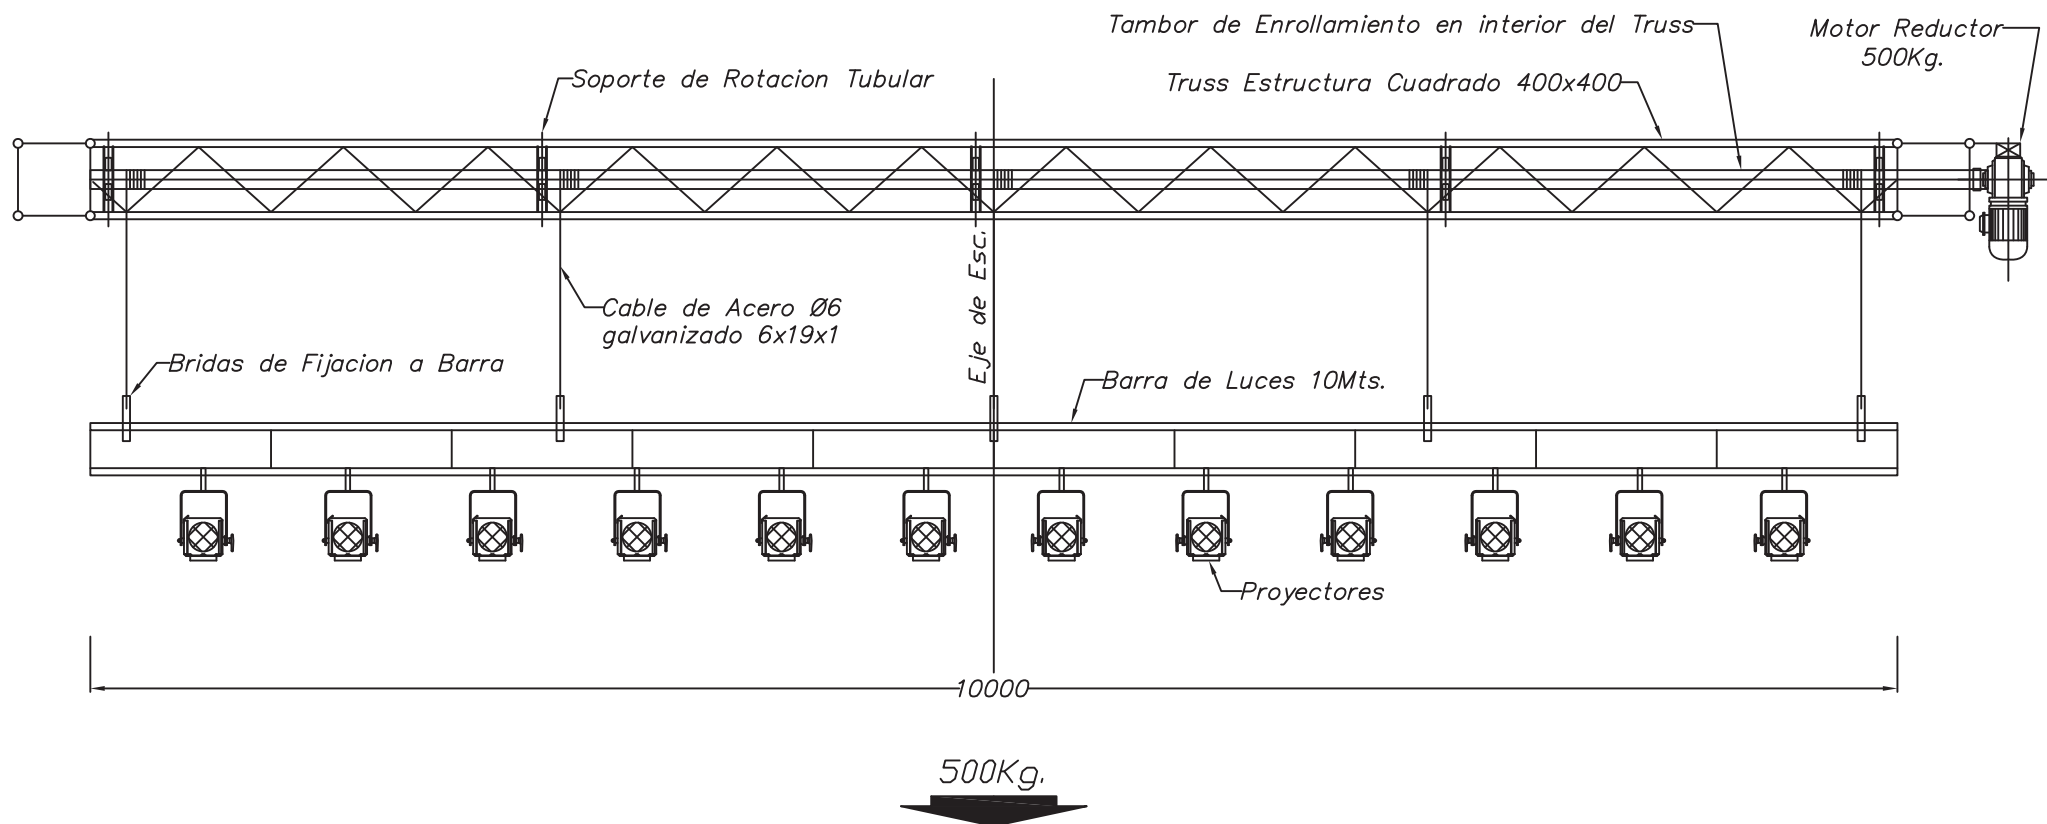 Tambor de Enrollamiento en interior del Truss
Motor Reductor
500Kg.
Soporte de Rotacion Tubular
Truss Estructura Cuadrado 400x400
Eje de Esc.
Cable de Acero Ø6
galvanizado 6x19x1
Bridas de Fijacion a Barra
Barra de Luces 10Mts.
Proyectores
10000
500Kg.